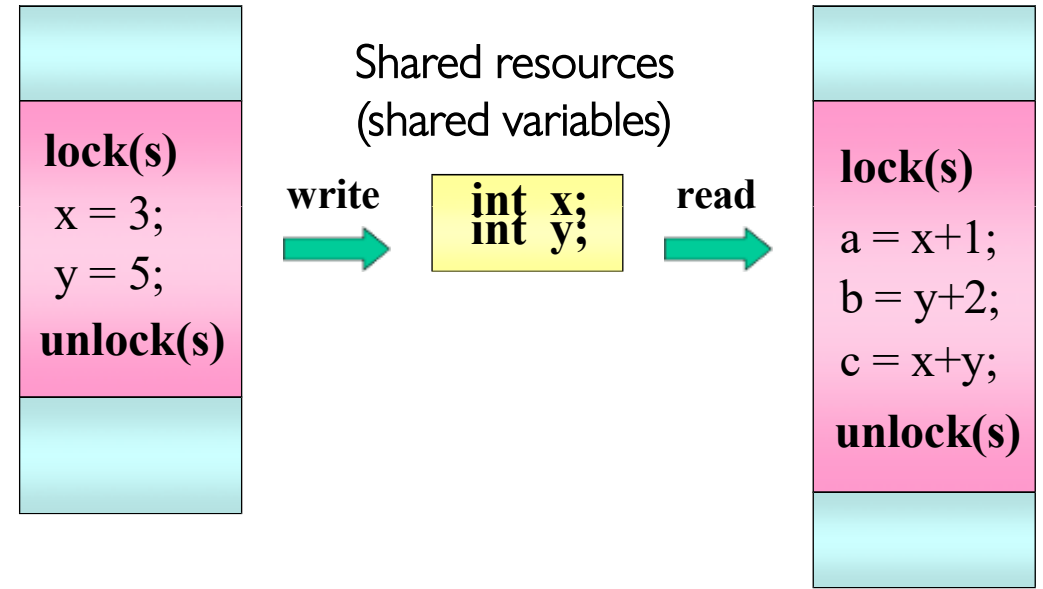 Shared resources
(shared variables)
lock(s)
x = 3;
y = 5;
unlock(s)
write
int x;
int y;
read
lock(s)
a = x+1;
b = y+2;
c = x+y;
unlock(s)